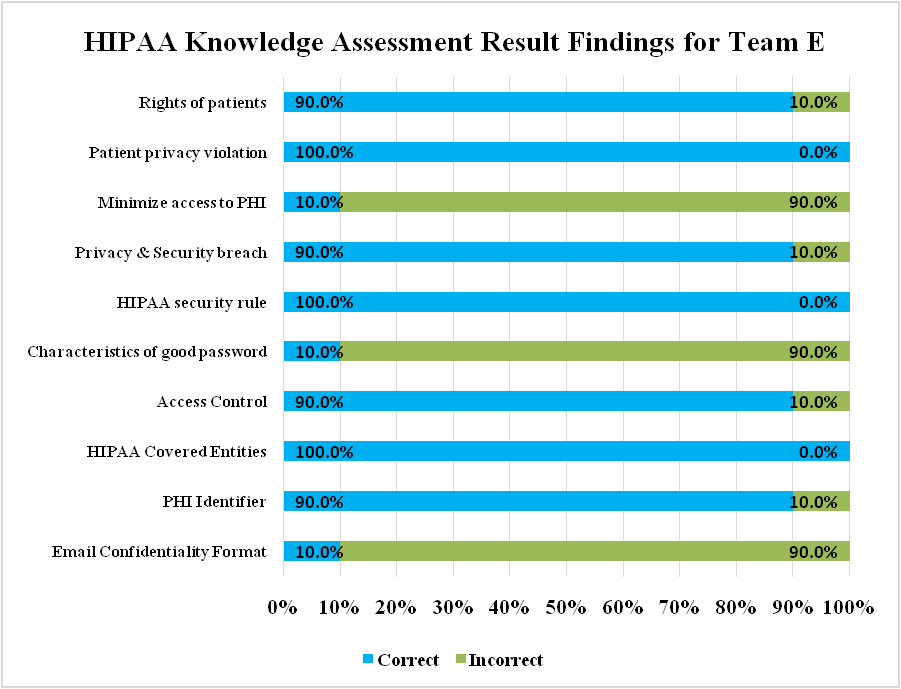 HIPAA Knowledge Assessment Result Findings for Team E
Rights of patients 90.0% 10.0%
Patient privacy violation 100.0% 0.0%
Minimize access to PHI 10.0% 90.0%
Privacy & Security breach 90.0% 10.0%
HIPAA security rule 100.0% 0.0%
Characteristics of good password 10.0% 90.0%
Access Control 90.0% 10.0%
HIPAA Covered Entities 100.0% 0.0%
PHI Identifier 90.0% 10.0%
Email Confidentiality Format 10.0% 90.0%
0% 10% 20% 30% 40% 50% 60% 70% 80% 90% 100%
Correct Incorrect